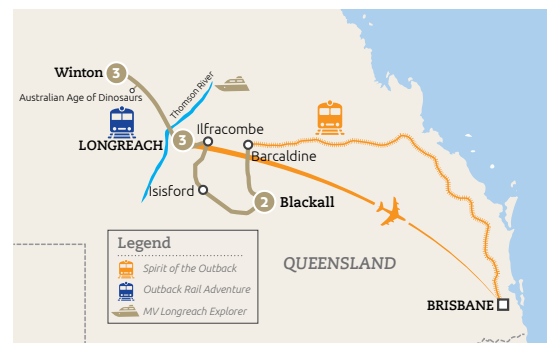 Winton
3
Australian Age of Dinosaurs
Thomson River
LONGREACH
3
Ilfracombe
Barcaldine
Isisford
2
Blackall
Legend
Spirit of the Outback
Outback Rail Adventure
MV Longreach Explorer
QUEENSLAND
BRISBANE